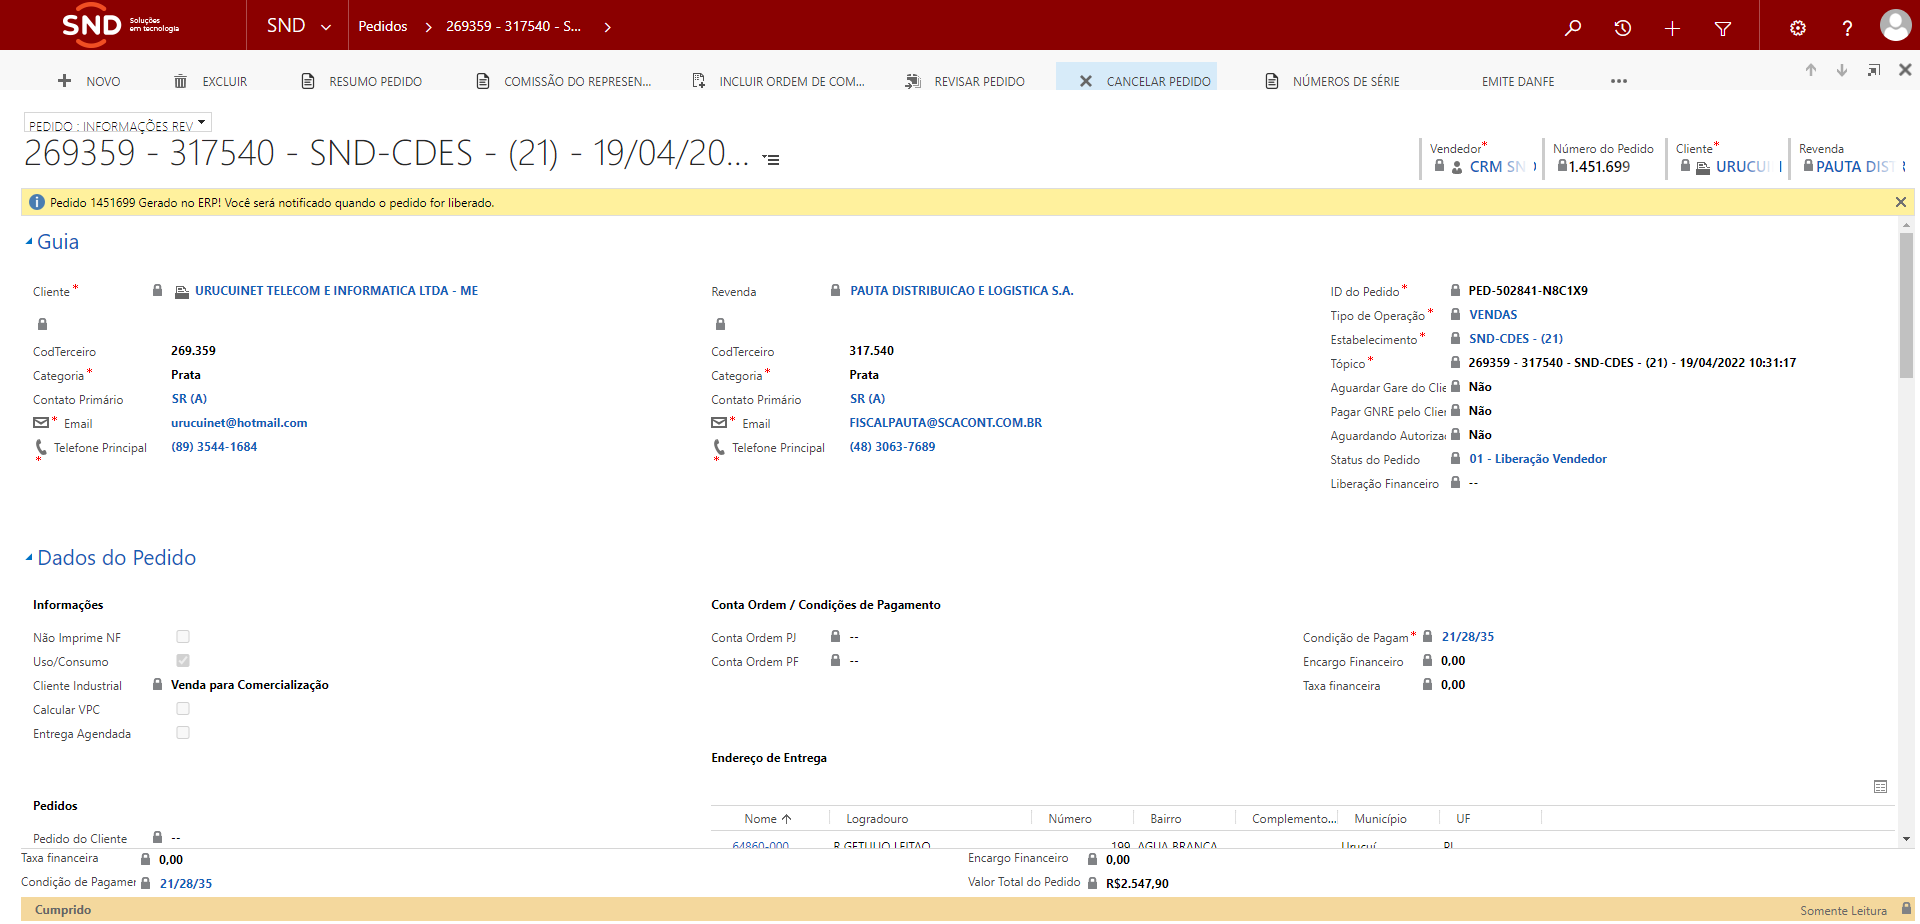 SND Soluções em tecnologia
SND
Pedidos
269359 - 317540 - S...
NOVO
EXCLUIR
RESUMO PEDIDO
COMISSÃO DO REPRESEN...
INCLUIR ORDEM DE COM...
REVISAR PEDIDO
CANCELAR PEDIDO
NÚMEROS DE SÉRIE
EMITE DANFE
PEDIDO : INFORMAÇÕES REV
269359 - 317540 - SND-CDES - (21) - 19/04/20...
Vendedor*
CRM SN
Número do Pedido
1.451.699
Cliente*
URUCUI
Revenda
PAUTA DIST
Pedido 1451699 Gerado no ERP! Você será notificado quando o pedido for liberado.
Guia
Cliente* URUCUINET TELECOM E INFORMATICA LTDA - ME
CodTerceiro 269.359
Categoria* Prata
Contato Primário SR (A)
* Email urucuinet@hotmail.com
Telefone Principal* (89) 3544-1684
Revenda PAUTA DISTRIBUICAO E LOGISTICA S.A.
CodTerceiro 317.540
Categoria* Prata
Contato Primário SR (A)
* Email FISCALPAUTA@SCACONT.COM.BR
Telefone Principal* (48) 3063-7689
ID do Pedido* PED-502841-N8C1X9
Tipo de Operação* VENDAS
Estabelecimento* SND-CDES - (21)
Tópico* 269359 - 317540 - SND-CDES - (21) - 19/04/2022 10:31:17
Aguardar Gare do Clie Não
Pagar GNRE pelo Clier Não
Aguardando Autoriza Não
Status do Pedido 01 - Liberação Vendedor
Liberação Financeiro --
Dados do Pedido
Informações
Não Imprime NF
Uso/Consumo
Cliente Industrial Venda para Comercialização
Calcular VPC
Entrega Agendada
Conta Ordem / Condições de Pagamento
Conta Ordem PJ --
Conta Ordem PF --
Condição de Pagam* 21/28/35
Encargo Financeiro 0,00
Taxa financeira 0,00
Pedidos
Pedido do Cliente --
Endereço de Entrega
Nome Logradouro Número Bairro Complemento... Município UF
64860-000 R GETULIO LEITAO 199 AGUA BRANCA Uruçuí PI
Taxa financeira 0,00
Condição de Pagamer 21/28/35
Encargo Financeiro 0,00
Valor Total do Pedido R$2.547,90
Cumprido
Somente Leitura